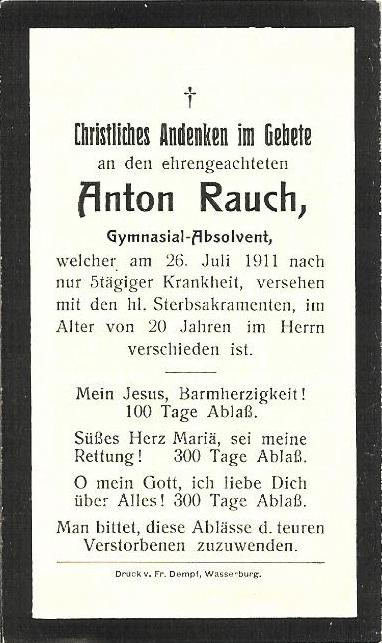 Christliches Andenken im Gebete
an den ehrengeachteten
Anton Rauch,
Gymnasial-Absolvent,
welcher am 26. Juli 1911 nach
nur 5tägiger Krankheit, versehen
mit den hl. Sterbsakramenten, im
Alter von 20 Jahren im Herrn
verschieden ist.
Mein Jesus, Barmherzigkeit!
100 Tage Ablaß.
Süßes Herz Mariä, sei meine
Rettung! 300 Tage Ablaß.
O mein Gott, ich liebe Dich
über Alles! 300 Tage Ablaß.
Man bittet, diese Ablässe d. teuren
Verstorbenen zuzuwenden.
Druck v. Fr. Dempf, Wasserburg.